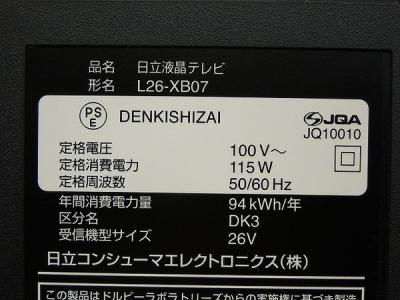 品名 日立液晶テレビ
形名 L26-XB07
PS E DENKISHIZAI JQA
JQ10010
定格電圧 100V～
定格消費電力 115W
定格周波数 50/60Hz
年間消費電力量 94kWh/年
区分名 DK3
受信機型サイズ 26V
日立コンシューマエレクトロニクス(株)
この製品はドルビーラボラトリーズからの実施権に基づき製造